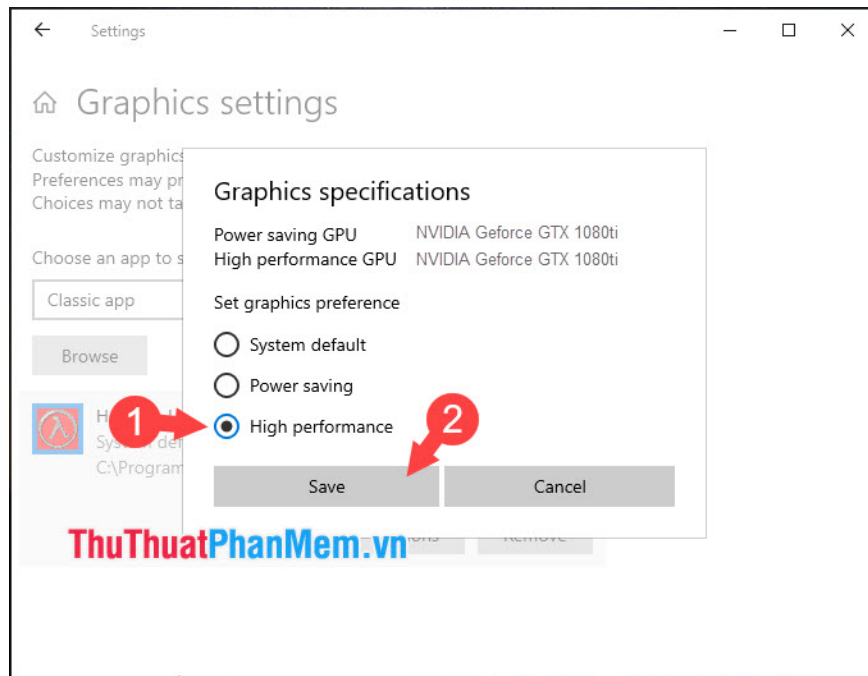 Settings
Graphics settings
Customize graphics
Preferences may
Choices may not
Choose an app to
Classic app
Browse
C:\Program
Graphics specifications
Power saving GPU NVIDIA Geforce GTX 1080ti
High performance GPU NVIDIA Geforce GTX 1080ti
Set graphics preference
System default
Power saving
1 High performance
2
Save Cancel
Remove
ThuThuatPhanMem.vn